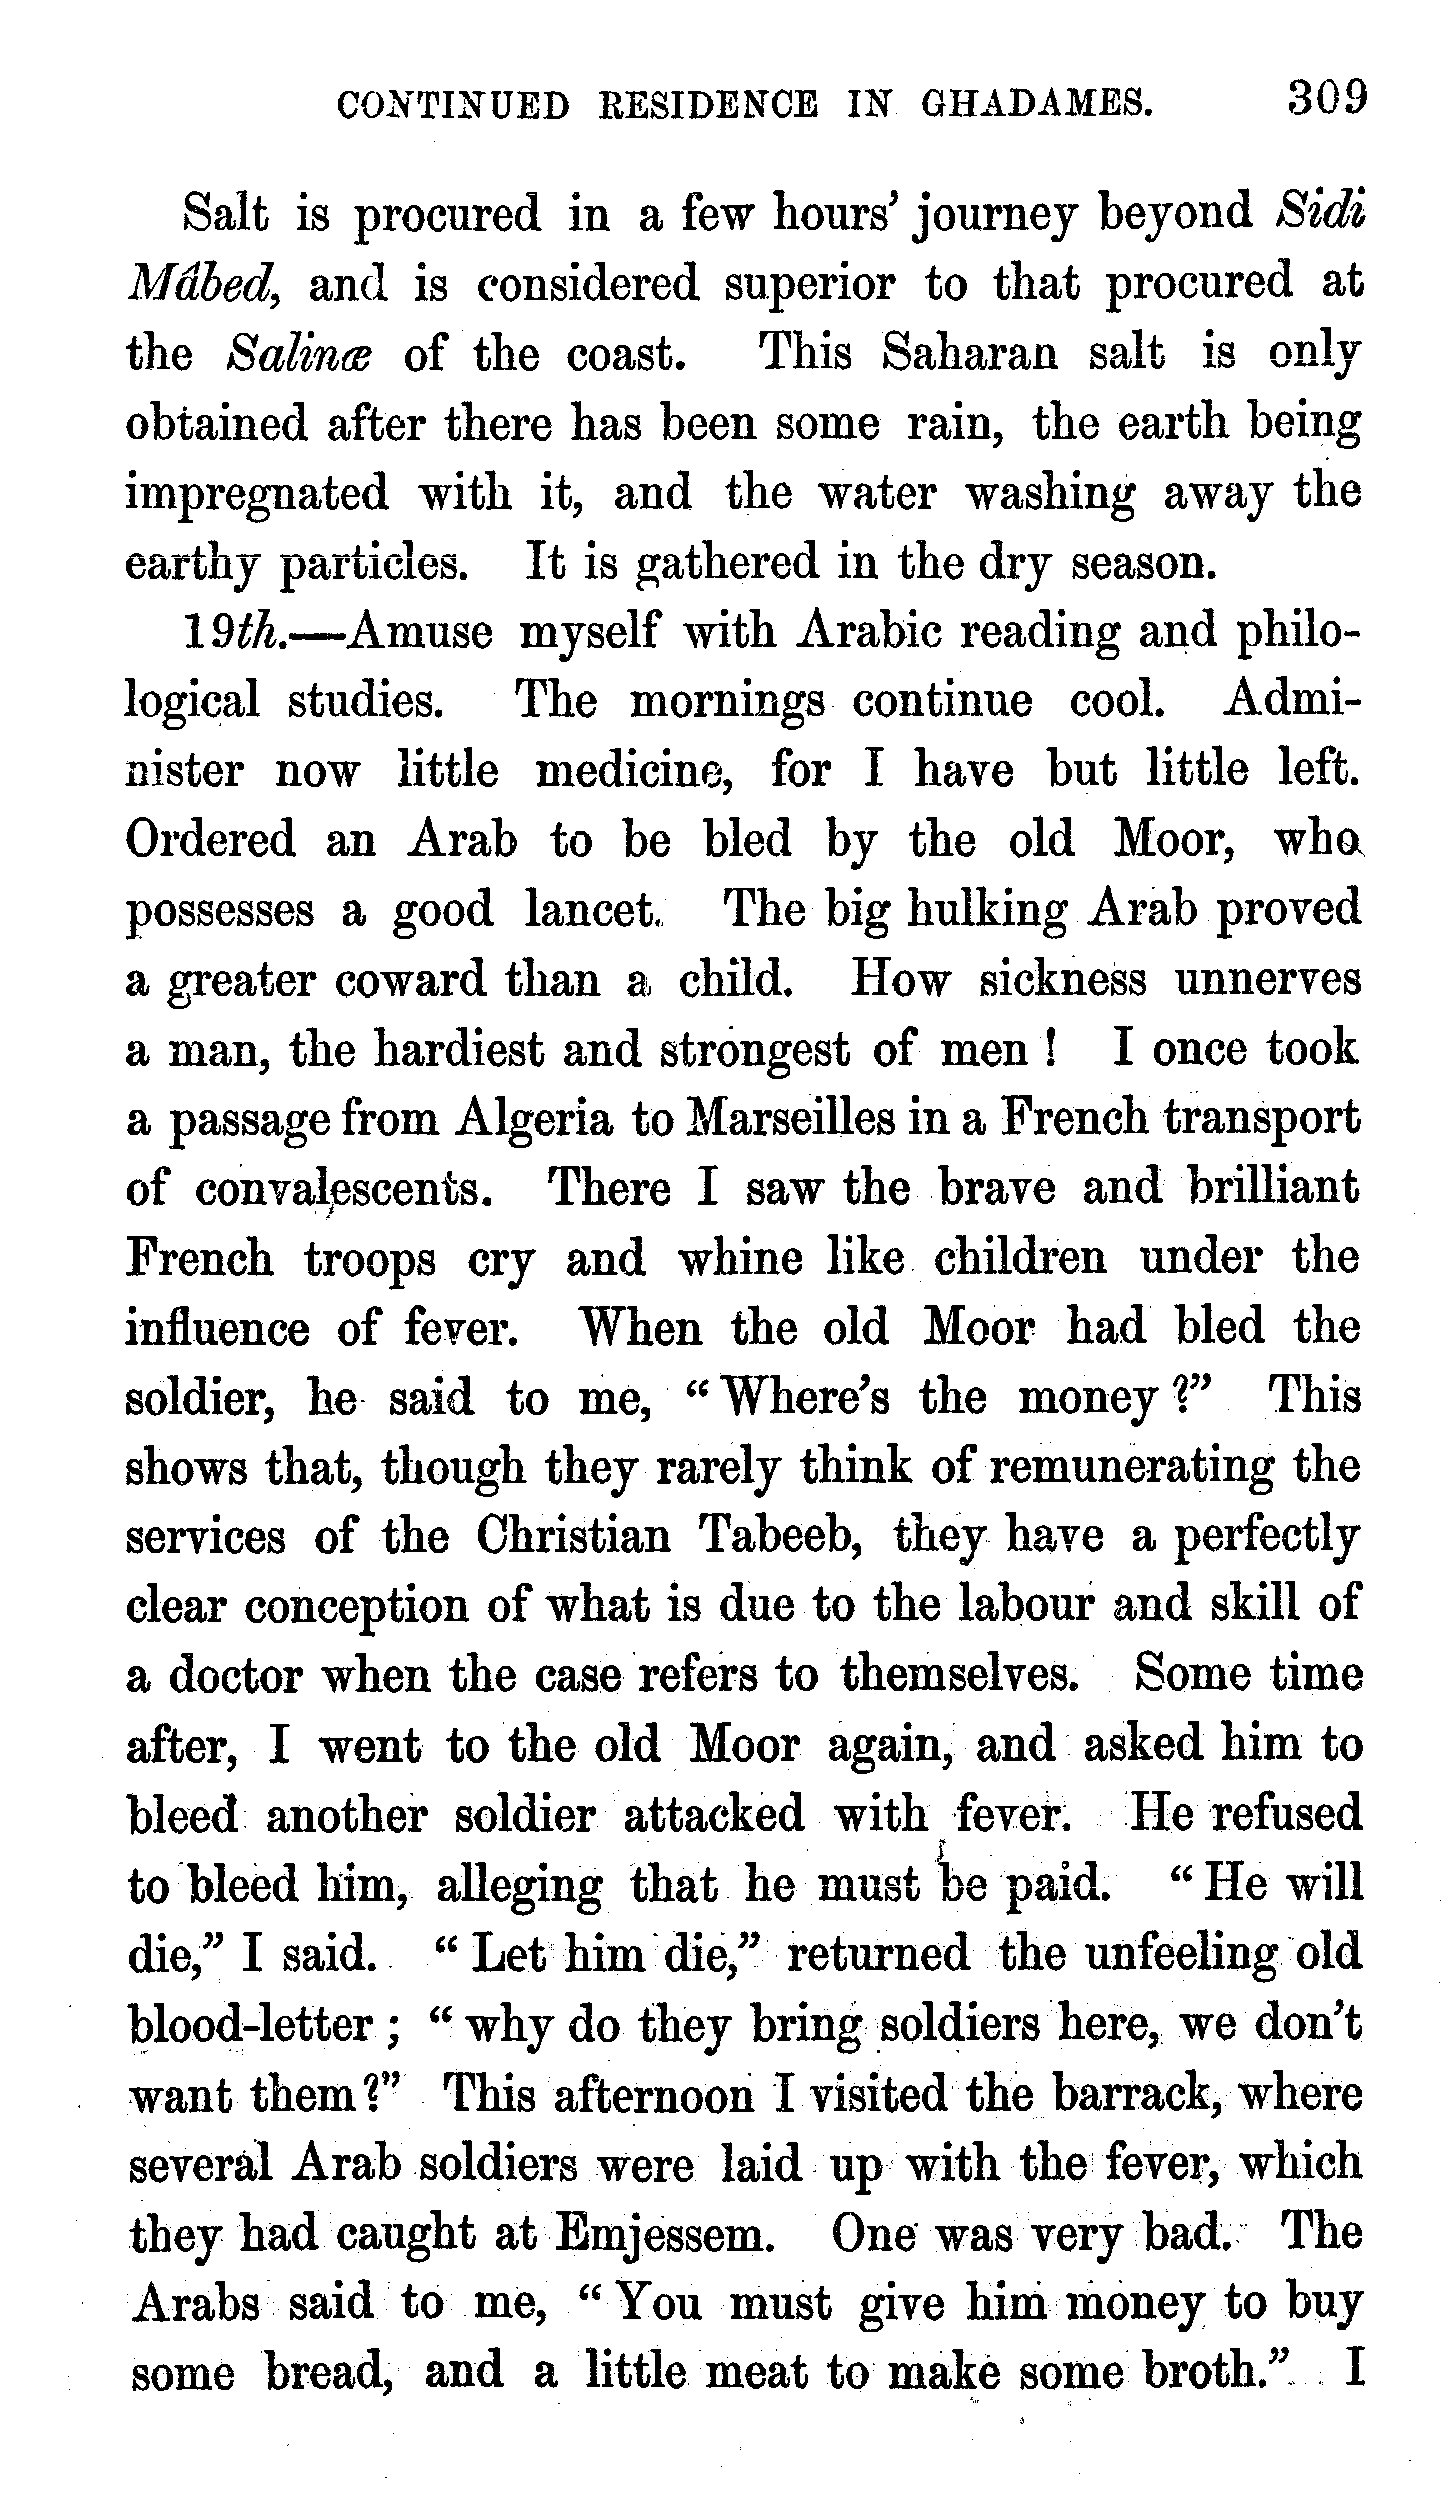 CONTINUED RESIDENCE IN GHADAMES. 309
Salt is procured in a few hours' journey beyond Sidi
Mâbed, and is considered superior to that procured at
the Salinæ of the coast. This Saharan salt is only
obtained after there has been some rain, the earth being
impregnated with it, and the water washing away the
earthy particles. It is gathered in the dry season.
19th.—Amuse myself with Arabic reading and philo-
logical studies. The mornings continue cool. Admi-
nister now little medicine, for I have but little left.
Ordered an Arab to be bled by the old Moor, who
possesses a good lancet. The big hulking Arab proved
a greater coward than a child. How sickness unnerves
a man, the hardiest and strongest of men ! I once took
a passage from Algeria to Marseilles in a French transport
of convalescents. There I saw the brave and brilliant
French troops cry and whine like children under the
influence of fever. When the old Moor had bled the
soldier, he said to me, "Where's the money ?" This
shows that, though they rarely think of remunerating the
services of the Christian Tabeeb, they have a perfectly
clear conception of what is due to the labour and skill of
a doctor when the case refers to themselves. Some time
after, I went to the old Moor again, and asked him to
bleed another soldier attacked with fever. He refused
to bleed him, alleging that he must be paid. "He will
die," I said. "Let him die," returned the unfeeling old
blood-letter ; "why do they bring soldiers here, we don't
want them ?" This afternoon I visited the barrack, where
several Arab soldiers were laid up with the fever, which
they had caught at Emjessem. One was very bad. The
Arabs said to me, "You must give him money to buy
some bread, and a little meat to make some broth." I